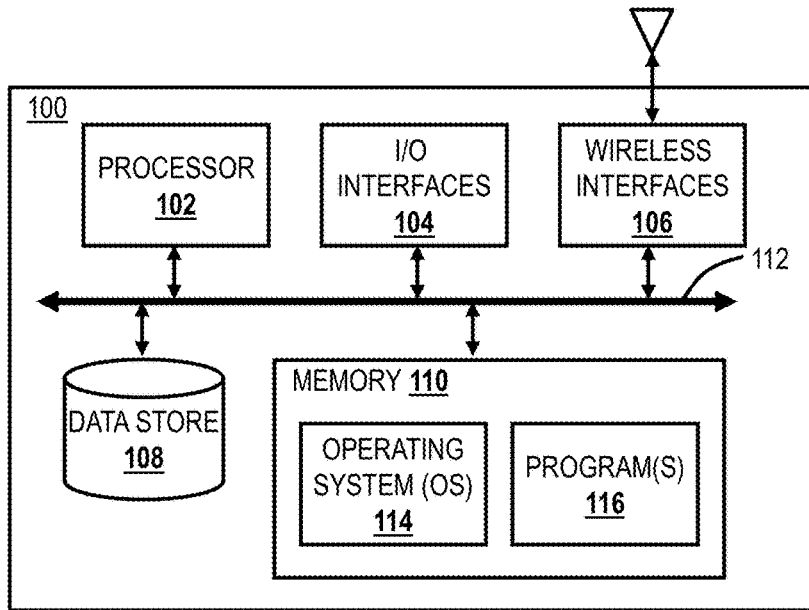 100
PROCESSOR
102
I/O
INTERFACES
104
WIRELESS
INTERFACES
106
112
DATA STORE
108
MEMORY 110
OPERATING
SYSTEM (OS)
114
PROGRAM(S)
116